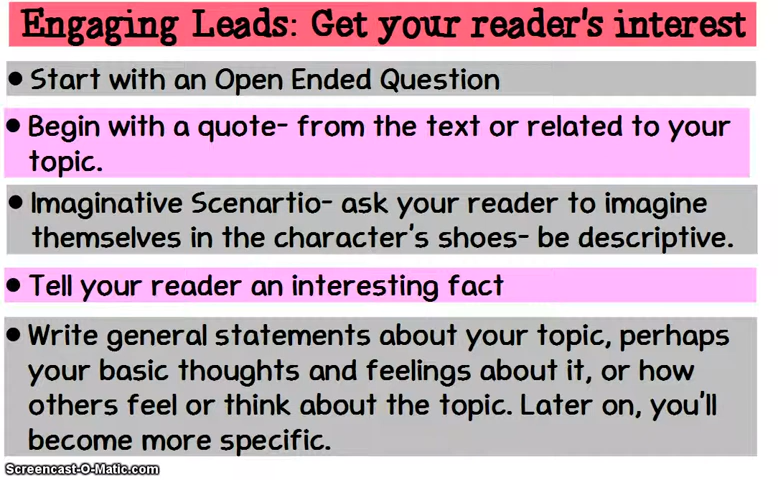 Engaging Leads: Get your reader's interest
• Start with an Open Ended Question
• Begin with a quote- from the text or related to your
topic.
• Imaginative Scenartio- ask your reader to imagine
themselves in the character's shoes- be descriptive.
• Tell your reader an interesting fact
• Write general statements about your topic, perhaps
your basic thoughts and feelings about it, or how
others feel or think about the topic. Later on, you'll
become more specific.
Screencast-O-Matic.com